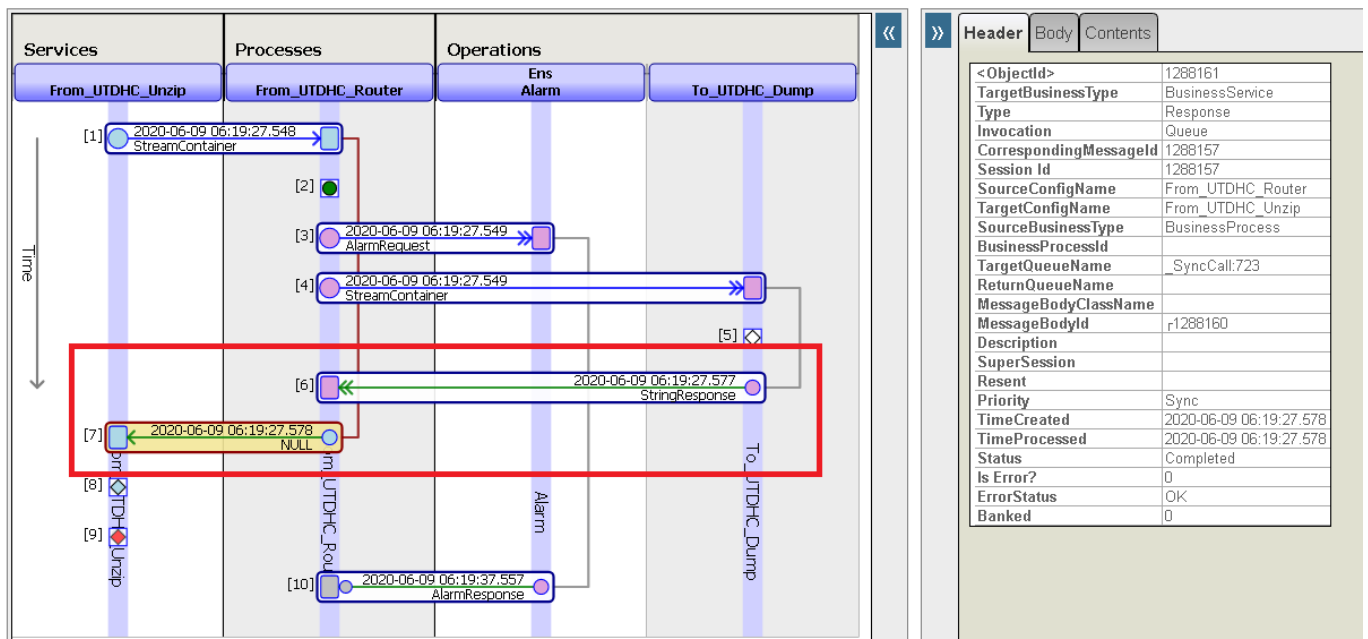 Services
Processes
Operations
From_UTDHC_Unzip
From_UTDHC_Router
Ens
Alarm
To_UTDHC_Dump
Time
[1]
2020-06-09 06:19:27.548
StreamContainer
[2]
[3]
2020-06-09 06:19:27.549
AlarmRequest
[4]
2020-06-09 06:19:27.549
StreamContainer
[5]
[6]
2020-06-09 06:19:27.577
StringResponse
[7]
2020-06-09 06:19:27.578
NULL
[8]
[9]
[10]
2020-06-09 06:19:37.557
AlarmResponse
Alarm
To_UTDHC_Dump
«
»
Header Body Contents
<ObjectId> 1288161
TargetBusinessType BusinessService
Type Response
Invocation Queue
CorrespondingMessageId 1288157
Session Id 1288157
SourceConfigName From_UTDHC_Router
TargetConfigName From_UTDHC_Unzip
SourceBusinessType BusinessProcess
BusinessProcessId
TargetQueueName _SyncCall:723
ReturnQueueName
MessageBodyClassName
MessageBodyId ┌1288160
Description
SuperSession
Resent
Priority Sync
TimeCreated 2020-06-09 06:19:27.578
TimeProcessed 2020-06-09 06:19:27.578
Status Completed
Is Error? 0
ErrorStatus OK
Banked 0